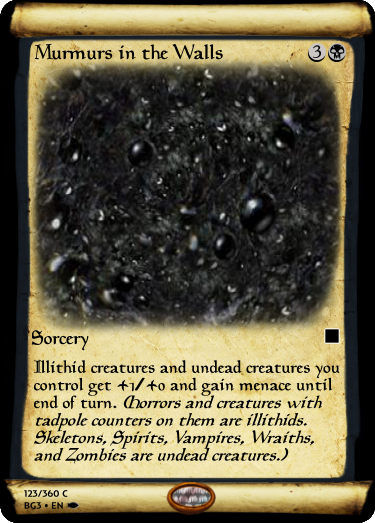 Murmurs in the Walls 3
Sorcery
Illithid creatures and undead creatures you
control get +1/+0 and gain menace until
end of turn. (horrors and creatures with
tadpole counters on them are illithids.
Skeletons, Spirits, Vampires, Wraiths,
and Zombies are undead creatures.)
123/360 C
BG3 • EN